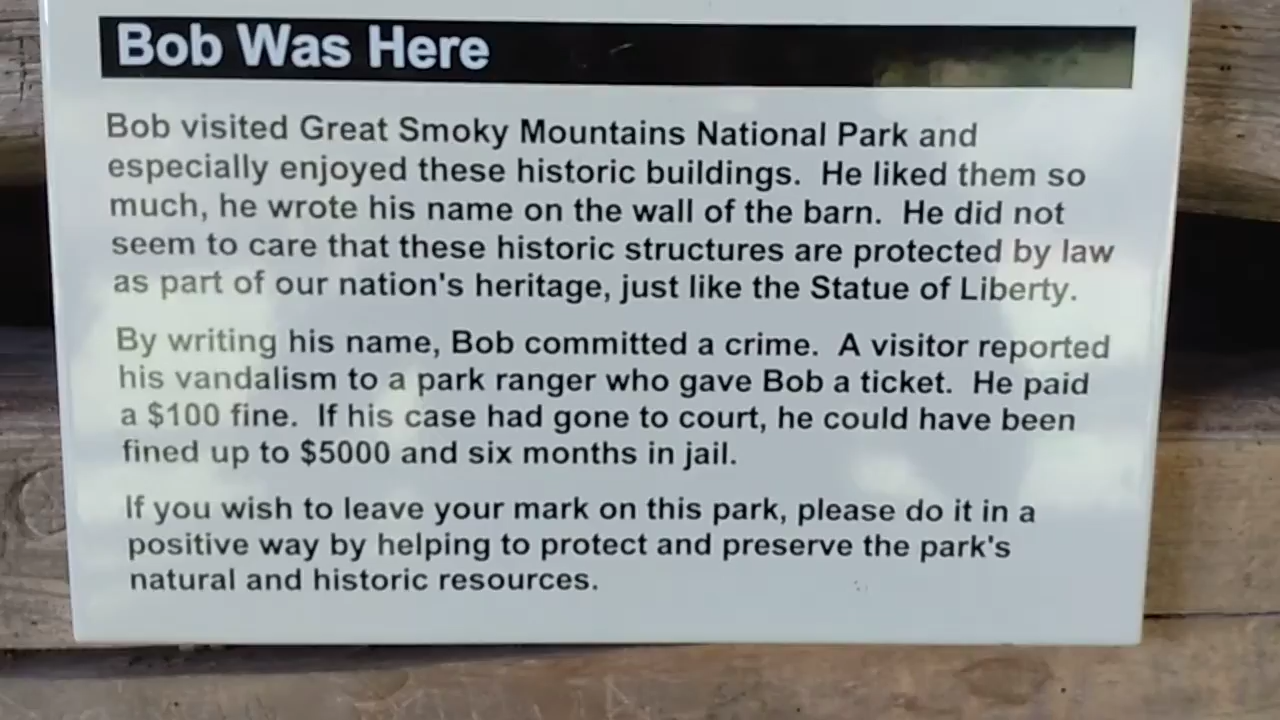 Bob Was Here
Bob visited Great Smoky Mountains National Park and
especially enjoyed these historic buildings.  He liked them so
much, he wrote his name on the wall of the barn.  He did not
seem to care that these historic structures are protected by law
as part of our nation's heritage, just like the Statue of Liberty.
By writing his name, Bob committed a crime.  A visitor reported
his vandalism to a park ranger who gave Bob a ticket.  He paid
a $100 fine.  If his case had gone to court, he could have been
fined up to $5000 and six months in jail.
If you wish to leave your mark on this park, please do it in a
positive way by helping to protect and preserve the park's
natural and historic resources.